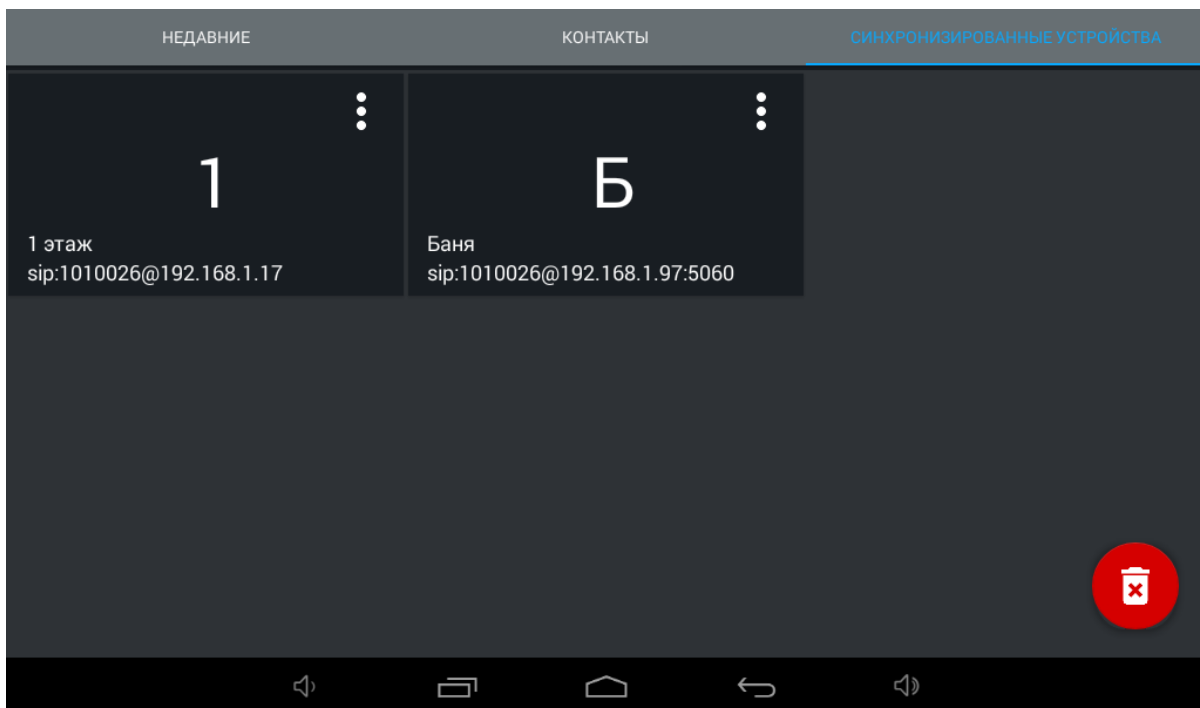 НЕДАВНИЕ
КОНТАКТЫ
СИНХРОНИЗИРОВАННЫЕ УСТРОЙСТВА
1
1 этаж
sip:1010026@192.168.1.17
Б
Баня
sip:1010026@192.168.1.97:5060